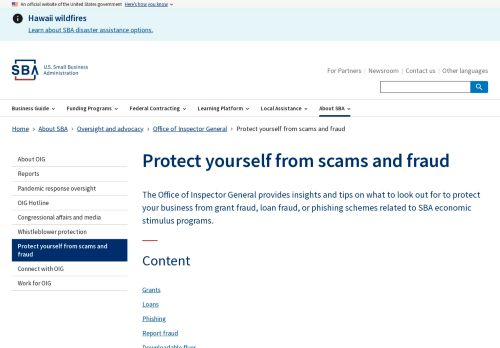 An official website of the United States government Here's how you know
Hawaii wildfires
Learn about SBA disaster assistance options.
SBA U.S. Small Business
Administration
For Partners Newsroom Contact us Other languages
Business Guide Funding Programs Federal Contracting Learning Platform Local Assistance About SBA
Home About SBA Oversight and advocacy Office of Inspector General Protect yourself from scams and fraud
About OIG
Reports
Pandemic response oversight
OIG Hotline
Congressional affairs and media
Whistleblower protection
Protect yourself from scams and
fraud
Connect with OIG
Work for OIG
Protect yourself from scams and fraud
The Office of Inspector General provides insights and tips on what to look out for to protect
your business from grant fraud, loan fraud, or phishing schemes related to SBA economic
stimulus programs.
Content
Grants
Loans
Phishing
Report fraud
Downloadable flyer